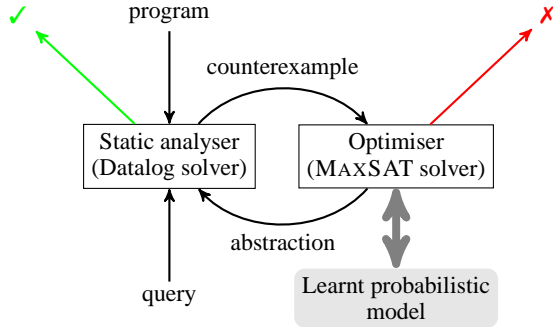 ✓
program
✗
counterexample
Static analyser
(Datalog solver)
Optimiser
(MAXSAT solver)
abstraction
query
Learnt probabilistic
model